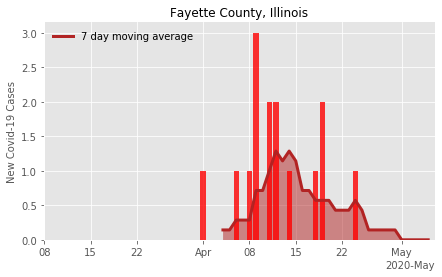 Fayette County, Illinois
7 day moving average
New Covid-19 Cases
3.0
2.5
2.0
1.5
1.0
0.5
0.0
08 15 22 Apr 08 15 22 May
2020-May